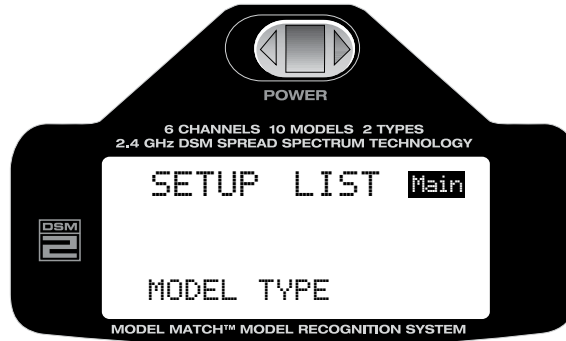 POWER
6 CHANNELS 10 MODELS 2 TYPES
2.4 GHz DSM SPREAD SPECTRUM TECHNOLOGY
SETUP LIST Main
DSM
2
MODEL TYPE
MODEL MATCH™ MODEL RECOGNITION SYSTEM